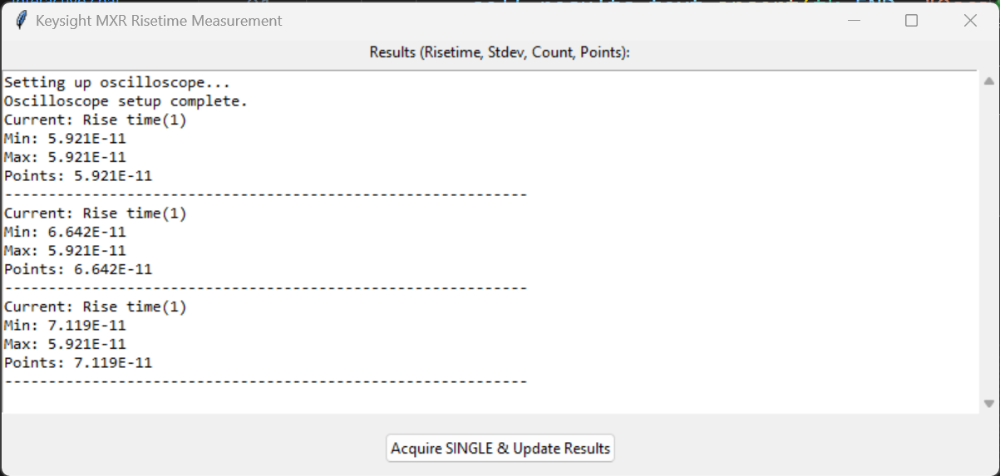 Keysight MXR Risetime Measurement
Results (Risetime, Stdev, Count, Points):
Setting up oscilloscope...
Oscilloscope setup complete.
Current: Rise time(1)
Min: 5.921E-11
Max: 5.921E-11
Points: 5.921E-11
------------------------------------------------------------
Current: Rise time(1)
Min: 6.642E-11
Max: 5.921E-11
Points: 6.642E-11
------------------------------------------------------------
Current: Rise time(1)
Min: 7.119E-11
Max: 5.921E-11
Points: 7.119E-11
------------------------------------------------------------
Acquire SINGLE & Update Results